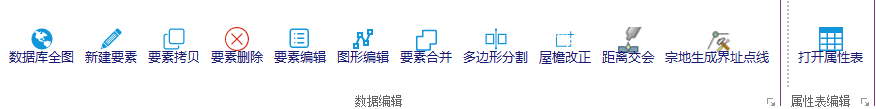 数据库全图 新建要素 要素拷贝 要素删除 要素编辑 图形编辑 要素合并 多边形分割 屋檐改正 距离交会 宗地生成界址点线 打开属性表
数据编辑 属性表编辑